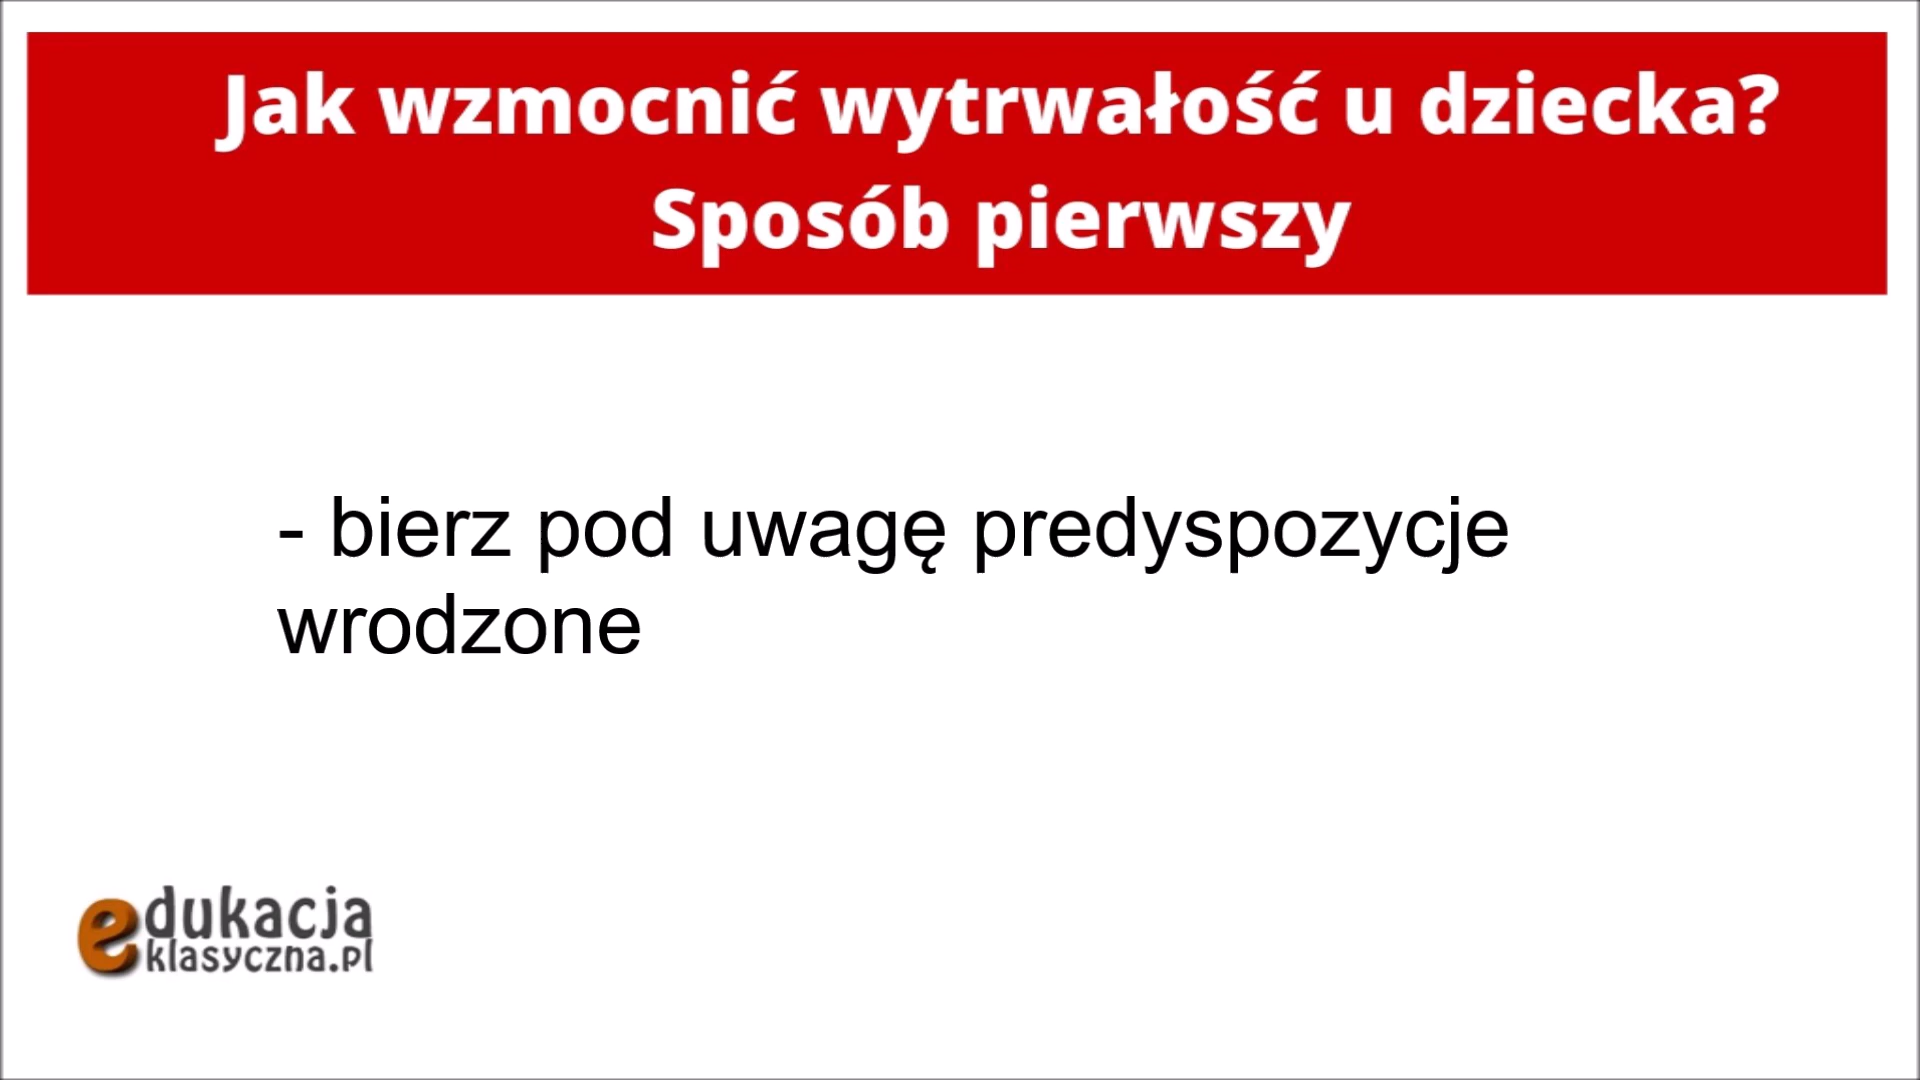 Jak wzmocnić wytrwałość u dziecka?
Sposób pierwszy
- bierz pod uwagę predyspozycje
wrodzone
edukacja
klasyczna.pl